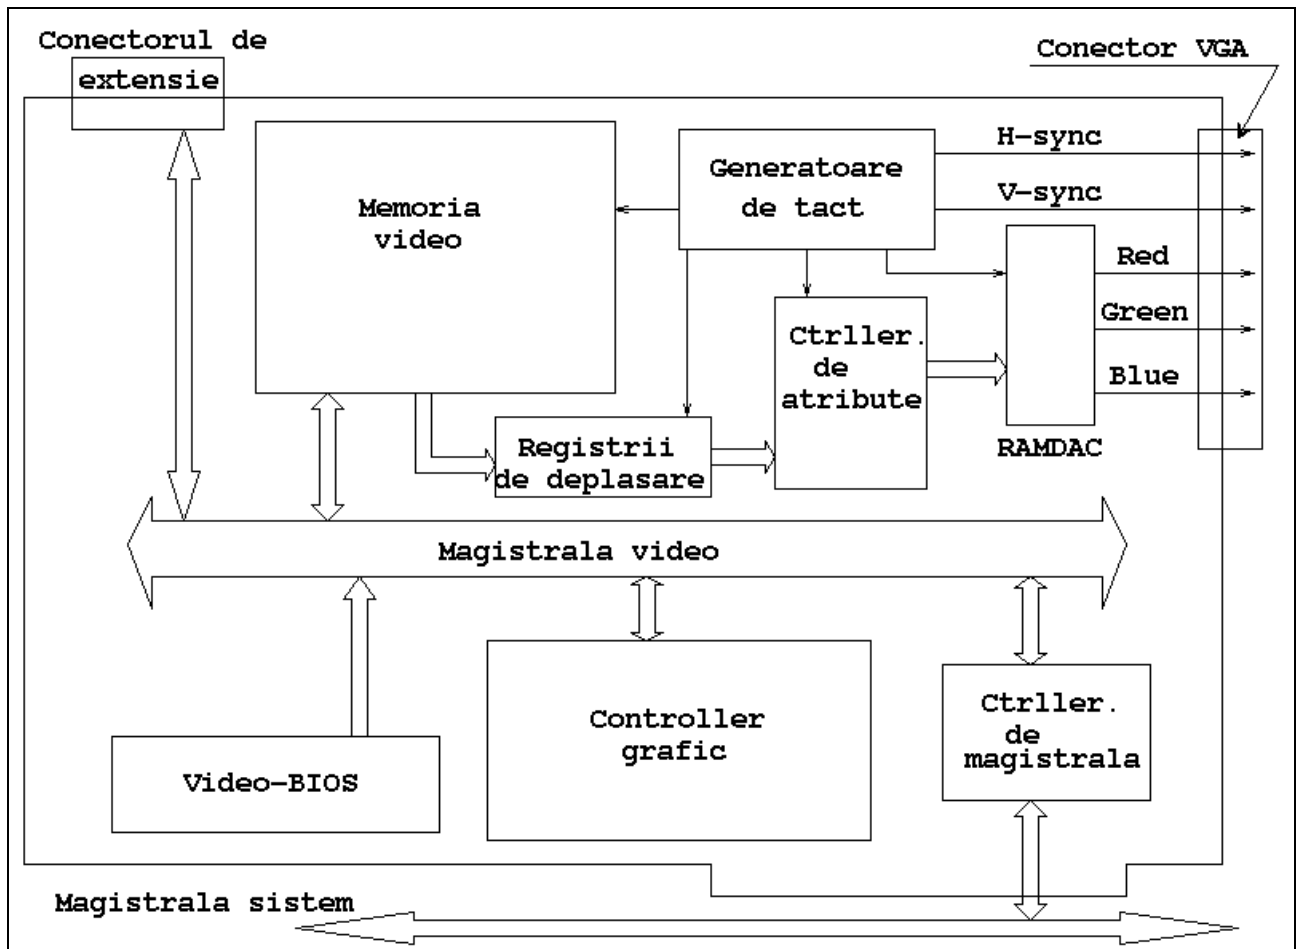 Conectorul de
extensie
Conector VGA
H-sync
Generatoare
de tact
V-sync
Memoria
video
Red
Green
Blue
Ctrller.
de
atribute
RAMDAC
Registrii
de deplasare
Magistrala video
Controller
grafic
Ctrller.
de
magistrala
Video-BIOS
Magistrala sistem